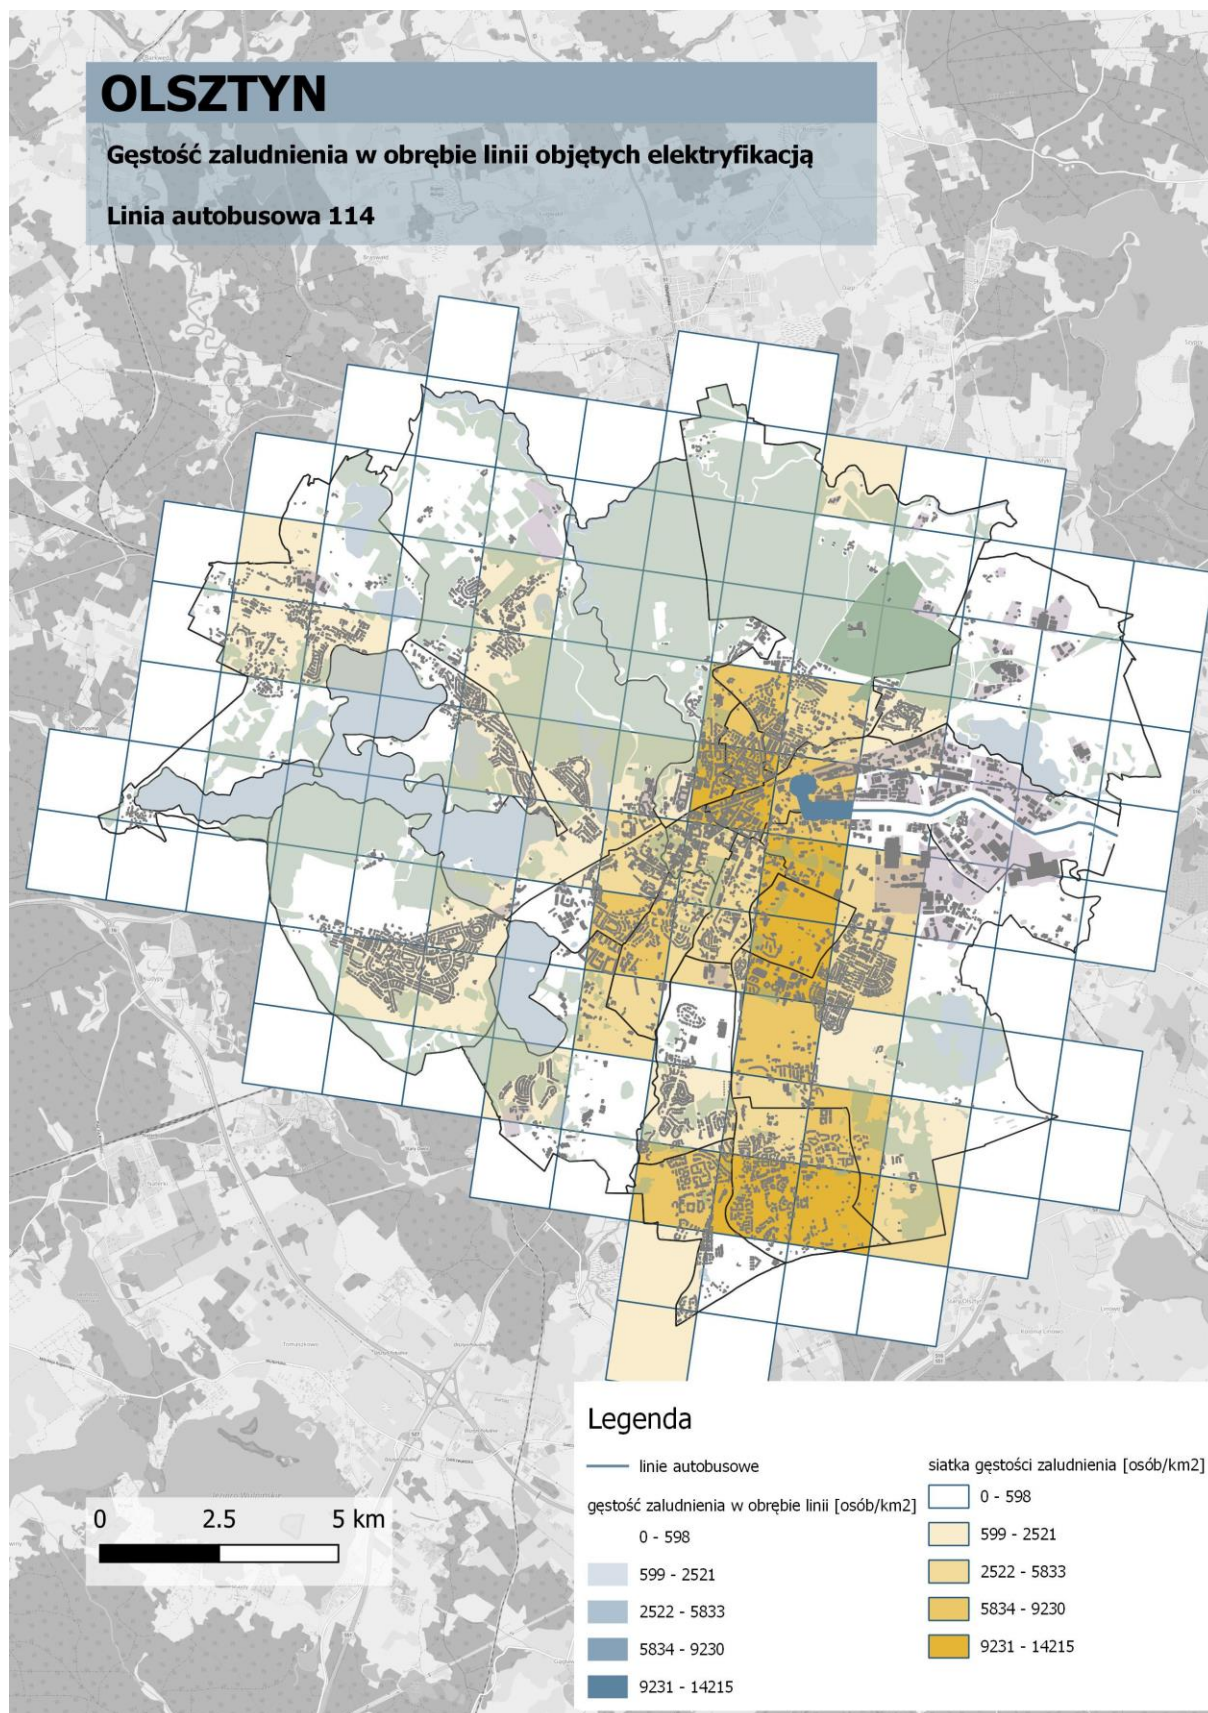 OLSZTYN
Gęstość zaludnienia w obrębie linii objętych elektryfikacją
Linia autobusowa 114
Legenda
linie autobusowe
gęstość zaludnienia w obrębie linii [osób/km2]
0 - 598
599 - 2521
2522 - 5833
5834 - 9230
9231 - 14215
siatka gęstości zaludnienia [osób/km2]
0 - 598
599 - 2521
2522 - 5833
5834 - 9230
9231 - 14215
0 2.5 5 km